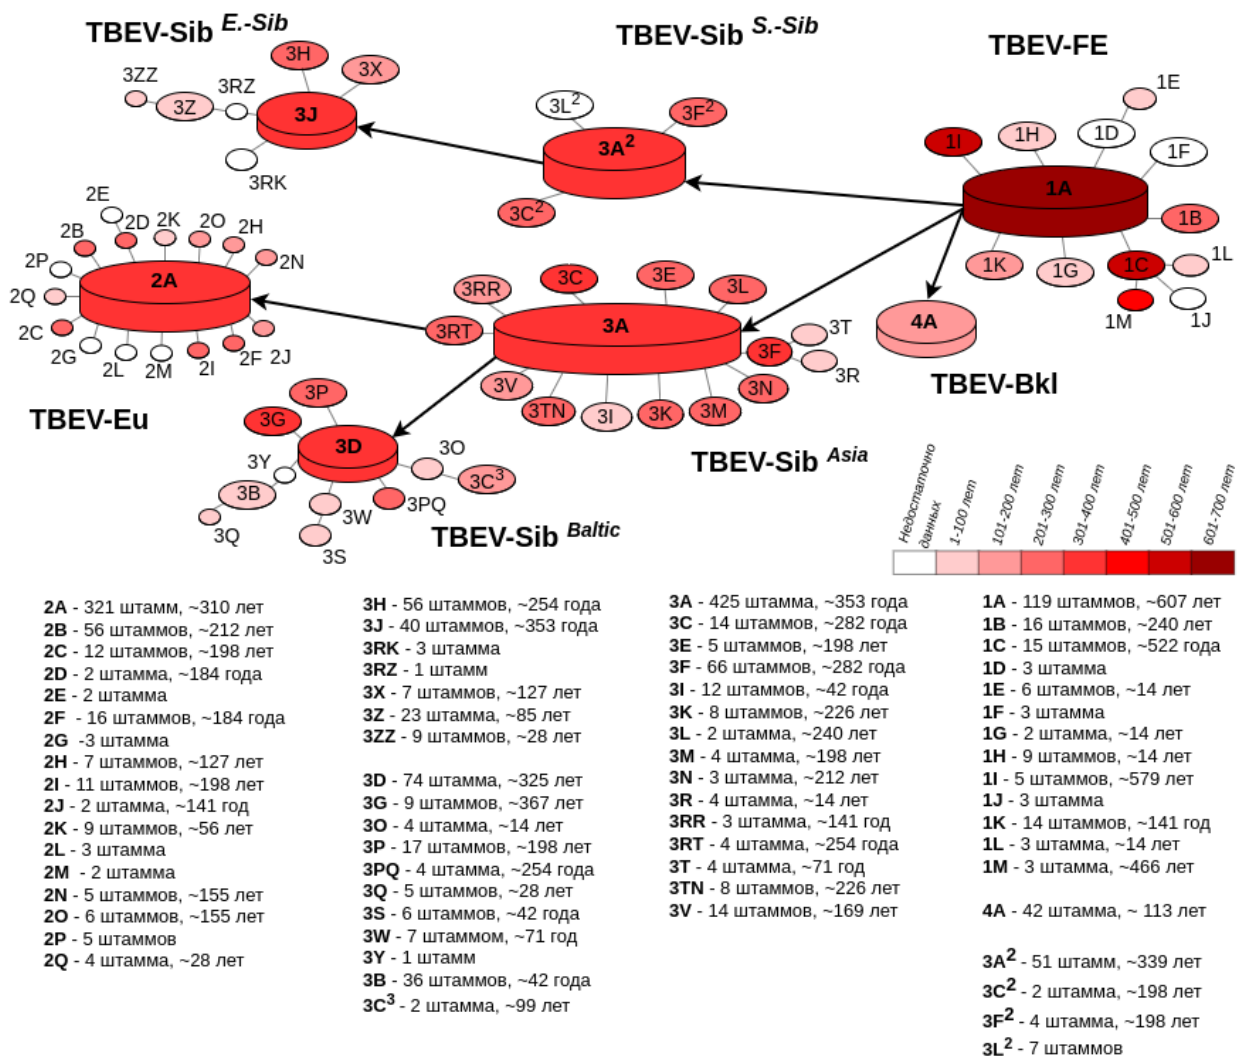 TBEV-Sib E.-Sib
TBEV-Sib S.-Sib
TBEV-FE
3ZZ
3Z
3RZ
3H
3X
3J
3RK
3L2
3F2
3A2
3C2
1E
1D
1F
1H
1I
1A
1B
1K
1G
1C
1L
1M
1J
2E
2B
2D
2K
2O
2H
2N
2P
2A
2Q
2C
2G
2L
2M
2I
2F
2J
TBEV-Eu
3RR
3C
3E
3L
3RT
3A
3T
3F
3R
3V
3TN
3I
3K
3M
3N
TBEV-Sib Asia
4A
TBEV-Bkl
3P
3G
3D
3Y
3O
3C3
3B
3Q
3W
3S
3PQ
TBEV-Sib Baltic
Недостаточно
данных
1-100 лет
101-200 лет
201-300 лет
301-400 лет
401-500 лет
501-600 лет
601-700 лет
2A - 321 штамм, ~310 лет
2B - 56 штаммов, ~212 лет
2C - 12 штаммов, ~198 лет
2D - 2 штамма, ~184 года
2E - 2 штамма
2F - 16 штаммов, ~184 года
2G -3 штамма
2H - 7 штаммов, ~127 лет
2I - 11 штаммов, ~198 лет
2J - 2 штамма, ~141 год
2K - 9 штаммов, ~56 лет
2L - 3 штамма
2M - 2 штамма
2N - 5 штаммов, ~155 лет
2O - 6 штаммов, ~155 лет
2P - 5 штаммов
2Q - 4 штамма, ~28 лет
3H - 56 штаммов, ~254 года
3J - 40 штаммов, ~353 года
3RK - 3 штамма
3RZ - 1 штамм
3X - 7 штаммов, ~127 лет
3Z - 23 штамма, ~85 лет
3ZZ - 9 штаммов, ~28 лет
3D - 74 штамма, ~325 лет
3G - 9 штаммов, ~367 лет
3O - 4 штамма, ~14 лет
3P - 17 штаммов, ~198 лет
3PQ - 4 штамма, ~254 года
3Q - 5 штаммов, ~28 лет
3S - 6 штаммов, ~42 года
3W - 7 штаммом, ~71 год
3Y - 1 штамм
3B - 36 штаммов, ~42 года
3C3 - 2 штамма, ~99 лет
3A - 425 штамма, ~353 года
3C - 14 штаммов, ~282 года
3E - 5 штаммов, ~198 лет
3F - 66 штаммов, ~282 года
3I - 12 штаммов, ~42 года
3K - 8 штаммов, ~226 лет
3L - 2 штамма, ~240 лет
3M - 4 штамма, ~198 лет
3N - 3 штамма, ~212 лет
3R - 4 штамма, ~14 лет
3RR - 3 штамма, ~141 год
3RT - 4 штамма, ~254 года
3T - 4 штамма, ~71 год
3TN - 8 штаммов, ~226 лет
3V - 14 штаммов, ~169 лет
1A - 119 штаммов, ~607 лет
1B - 16 штаммов, ~240 лет
1C - 15 штаммов, ~522 года
1D - 3 штамма
1E - 6 штаммов, ~14 лет
1F - 3 штамма
1G - 2 штамма, ~14 лет
1H - 9 штаммов, ~14 лет
1I - 5 штаммов, ~579 лет
1J - 3 штамма
1K - 14 штаммов, ~141 год
1L - 3 штамма, ~14 лет
1M - 3 штамма, ~466 лет
4A - 42 штамма, ~ 113 лет
3A2 - 51 штамм, ~339 лет
3C2 - 2 штамма, ~198 лет
3F2 - 4 штамма, ~198 лет
3L2 - 7 штаммов